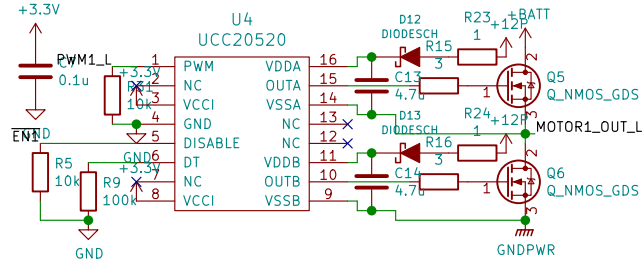 +3.3V
C7
0.1u
GND
PWM1_L
+3.3V
R31
10k
GND
EN1
R5
10k
R9
100k
GND
+3.3V
U4
UCC20520
1 PWM VDDA 16
2 NC OUTA 15
3 VCCI VSSA 14
4 GND NC 13
5 DISABLE NC 12
6 DT VDDB 11
7 NC OUTB 10
8 VCCI VSSB 9
D12
DIODESCH
R23
1
+12P
+BATT
R15
3
C13
4.7u
1
2
3
Q5
Q_NMOS_GDS
D13
DIODESCH
R24
1
+12P
MOTOR1_OUT_L
R16
3
C14
4.7u
1
2
3
Q6
Q_NMOS_GDS
GNDPWR